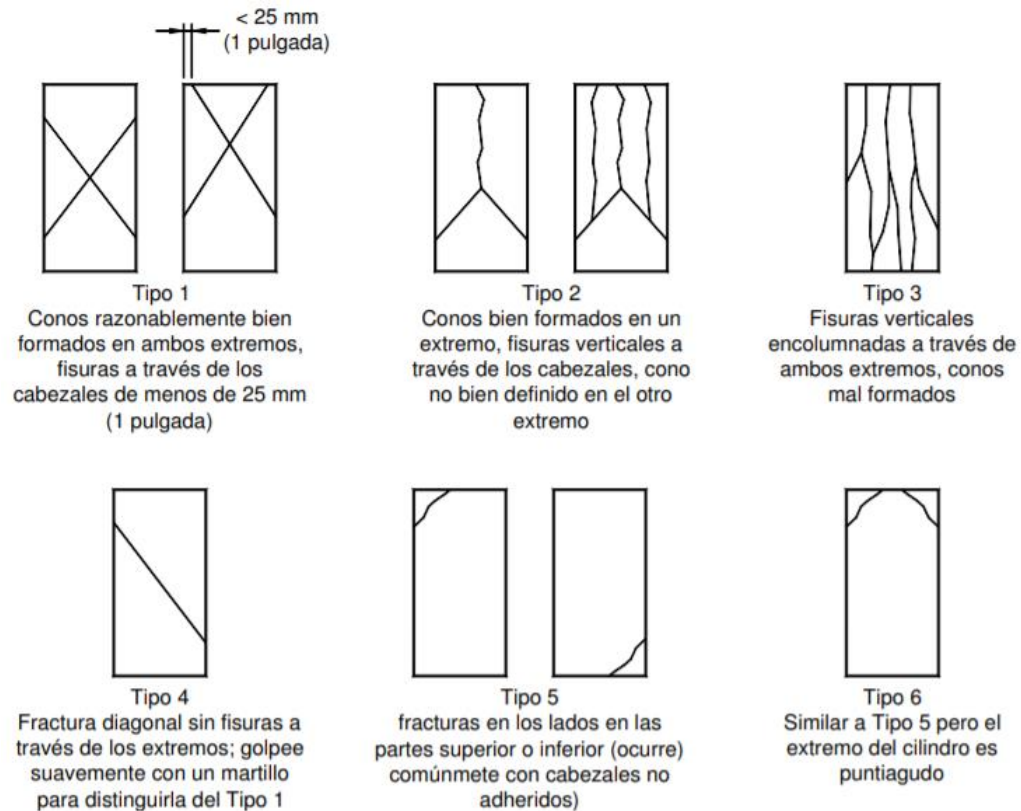 < 25 mm
(1 pulgada)
Tipo 1
Conos razonablemente bien
formados en ambos extremos,
fisuras a través de los
cabezales de menos de 25 mm
(1 pulgada)
Tipo 2
Conos bien formados en un
extremo, fisuras verticales a
través de los cabezales, cono
no bien definido en el otro
extremo
Tipo 3
Fisuras verticales
encolumnadas a través de
ambos extremos, conos
mal formados
Tipo 4
Fractura diagonal sin fisuras a
través de los extremos; golpee
suavemente con un martillo
para distinguirla del Tipo 1
Tipo 5
fracturas en los lados en las
partes superior o inferior (ocurre)
comúnmete con cabezales no
adheridos)
Tipo 6
Similar a Tipo 5 pero el
extremo del cilindro es
puntiagudo